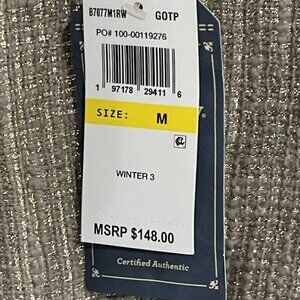 B7077M1RW GOTP
PO# 100-00119276
1 97178 29411 6
SIZE: M
WINTER 3
MSRP $148.00
Certified Authentic